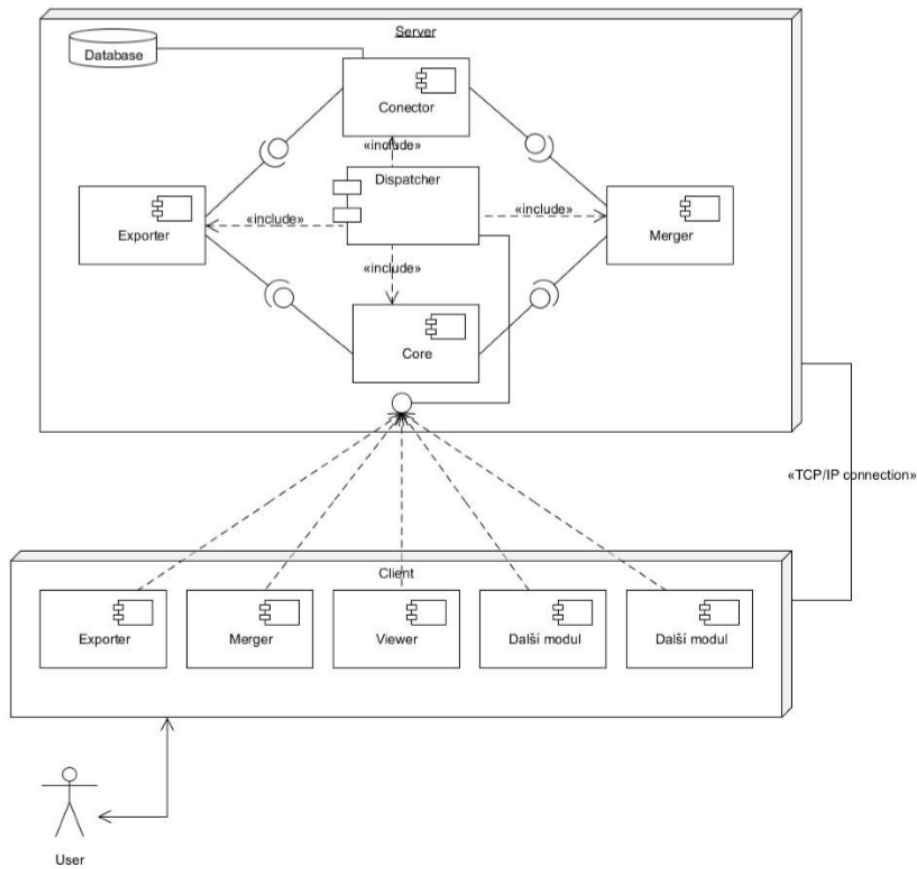 Server
Database
Conector
«include»
Dispatcher
Exporter
«include»
«include»
Merger
«include»
Core
«TCP/IP connection»
Client
Exporter
Merger
Viewer
Další modul
Další modul
User